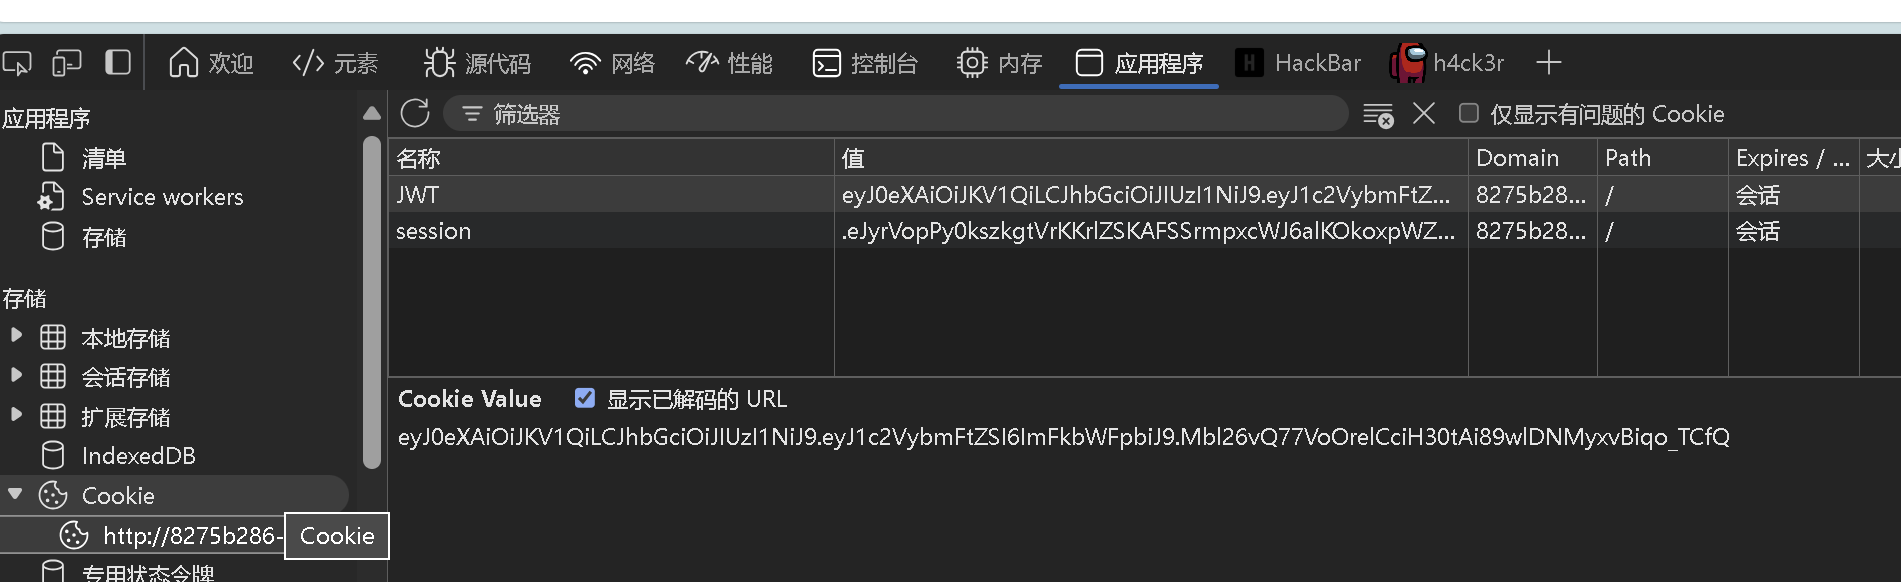 欢迎 </> 元素 源代码 网络 性能 控制台 内存 应用程序 H HackBar h4ck3r
应用程序
清单
Service workers
存储
存储
本地存储
会话存储
扩展存储
IndexedDB
Cookie
http://8275b286-
Cookie
专用状态令牌
筛选器 仅显示有问题的 Cookie
名称 值 Domain Path Expires / ... 大小
JWT eyJ0eXAiOiJKV1QiLCJhbGciOiJIUzI1NiJ9.eyJ1c2VybmFtZ... 8275b28... / 会话
session .eJyrVopPy0kszkgtVrKKrlZSKAFSSrmpxcWJ6alKOkoxpWZ... 8275b28... / 会话
Cookie Value 显示已解码的 URL
eyJ0eXAiOiJKV1QiLCJhbGciOiJIUzI1NiJ9.eyJ1c2VybmFtZSI6ImFkbWFpbiJ9.Mbl26vQ77VoOrelCciH30tAi89wlDNMyxvBiqo_TCfQ